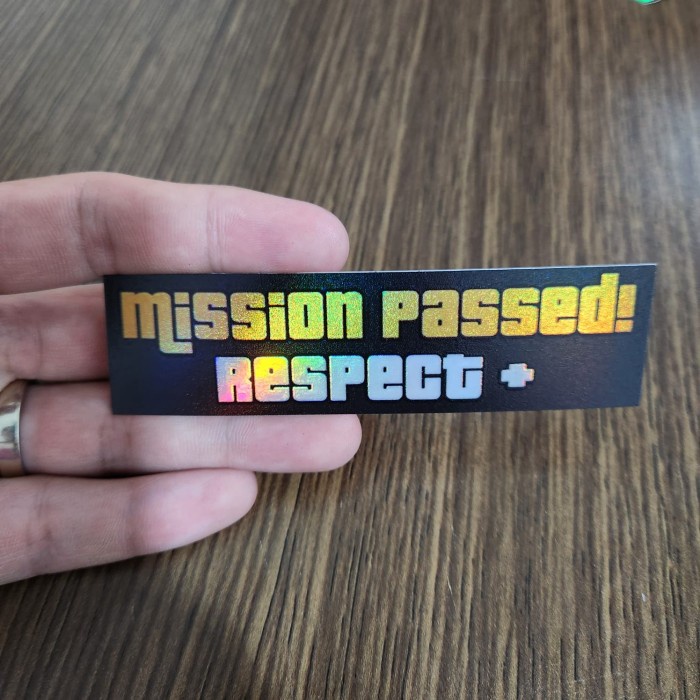 mission passed!
Respect +